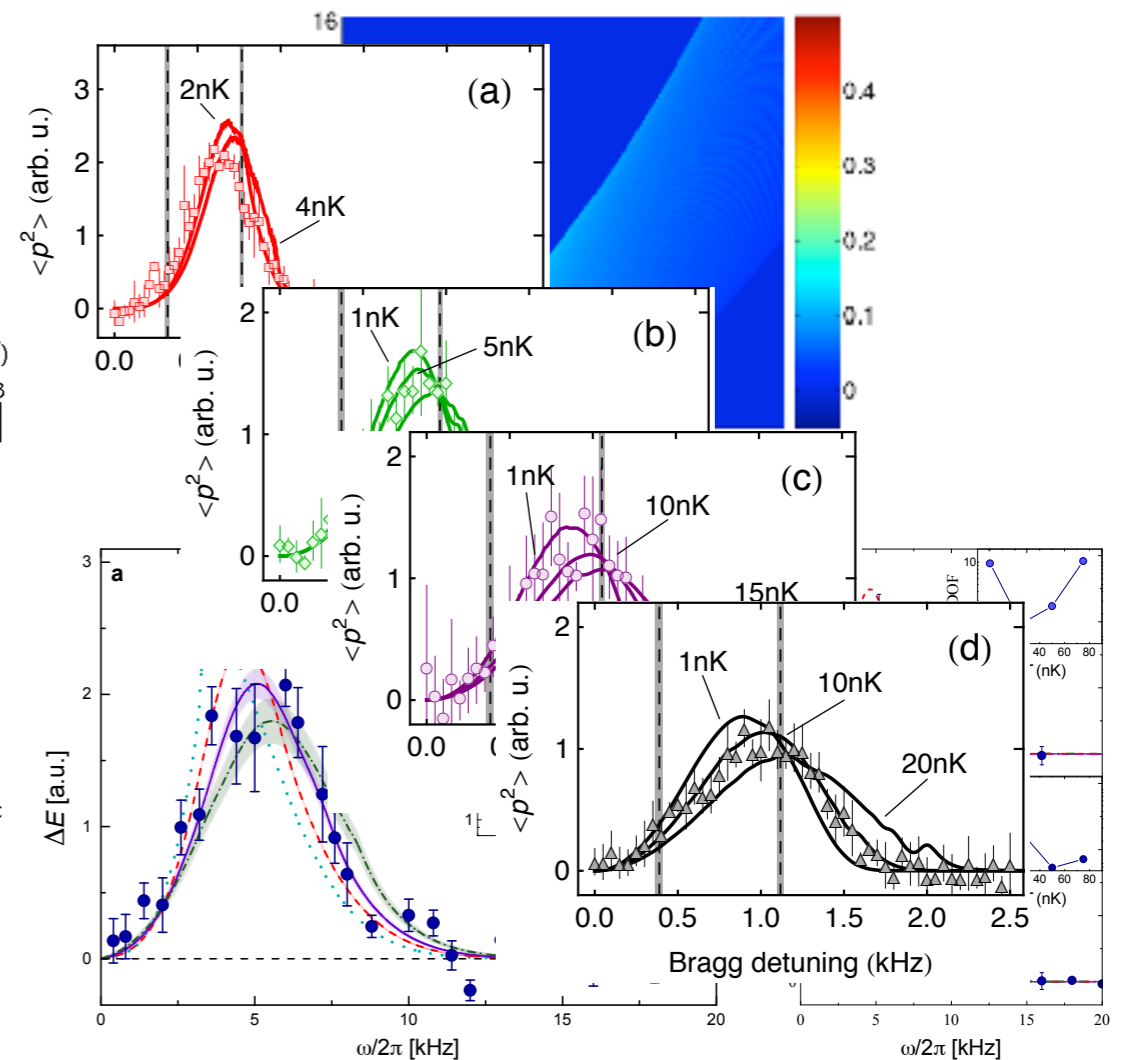 16
0.4
0.3
0.2
0.1
0
(a)
2nK
4nK
<p²> (arb. u.)
3
2
1
0
0.0
(b)
1nK
5nK
<p²> (arb. u.)
2
1
0
0.0
(c)
1nK
10nK
15nK
<p²> (arb. u.)
2
1
0
0.0
(d)
1nK
10nK
20nK
<p²> (arb. u.)
2
1
0
0.0 0.5 1.0 1.5 2.0 2.5
Bragg detuning (kHz)
a
ΔE [a.u.]
3
2
1
0
0 5 10 15 20
ω/2π [kHz]
1
10
40 60 80
(nK)
40 60 80
(nK)
0
0 5 10 15 20
ω/2π [kHz]